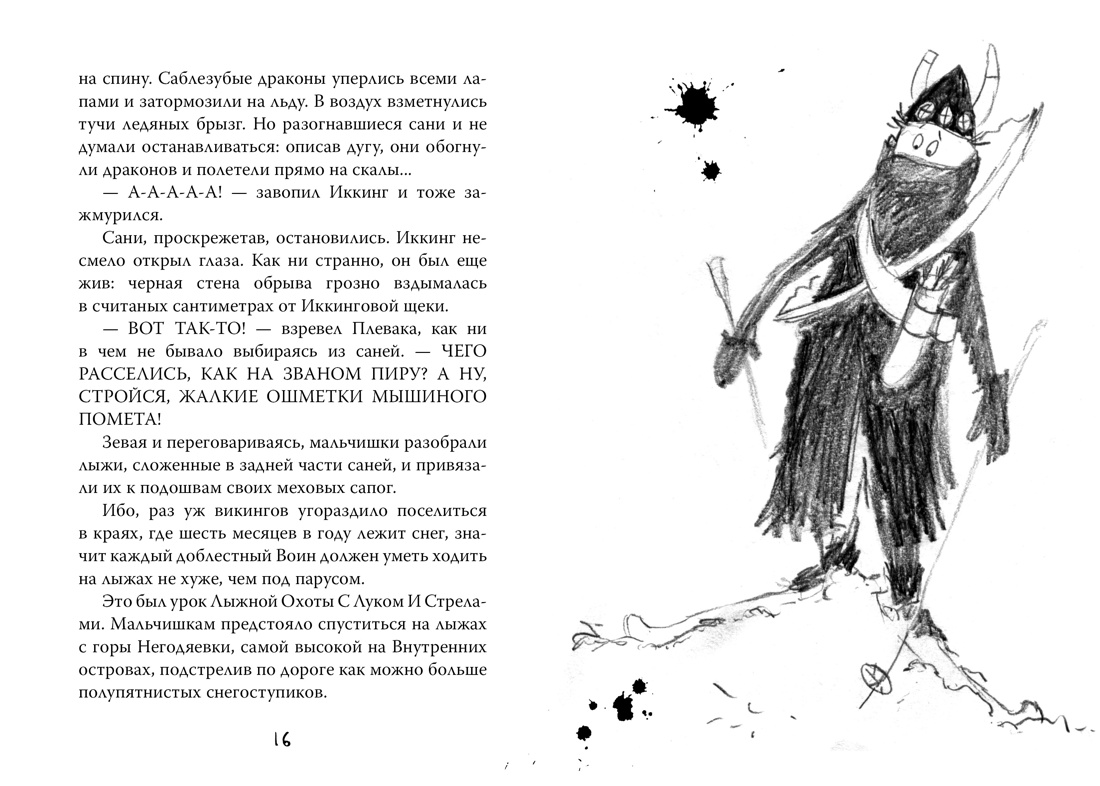 на спину. Саблезубые драконы уперлись всеми ла-
пами и затормозили на льду. В воздух взметнулись
тучи ледяных брызг. Но разогнавшиеся сани и не
думали останавливаться: описав дугу, они обогну-
ли драконов и полетели прямо на скалы...
— А-А-А-А-А! — завопил Иккинг и тоже за-
жмурился.
Сани, проскрежетав, остановились. Иккинг не-
смело открыл глаза. Как ни странно, он был еще
жив: черная стена обрыва грозно вздымалась
в считаных сантиметрах от Иккинговой щеки.
— ВОТ ТАК-ТО! — взревел Плевака, как ни
в чем не бывало выбираясь из саней. — ЧЕГО
РАССЕЛИСЬ, КАК НА ЗВАНОМ ПИРУ? А НУ,
СТРОЙСЯ, ЖАЛКИЕ ОШМЕТКИ МЫШИНОГО
ПОМЕТА!
Зевая и переговариваясь, мальчишки разобрали
лыжи, сложенные в задней части саней, и привяза-
ли их к подошвам своих меховых сапог.
Ибо, раз уж викингов угораздило поселиться
в краях, где шесть месяцев в году лежит снег, зна-
чит каждый доблестный Воин должен уметь ходить
на лыжах не хуже, чем под парусом.
Это был урок Лыжной Охоты С Луком И Стрела-
ми. Мальчишкам предстояло спуститься на лыжах
с горы Негодяевки, самой высокой на Внутренних
островах, подстрелив по дороге как можно больше
полупятнистых снегоступиков.
16